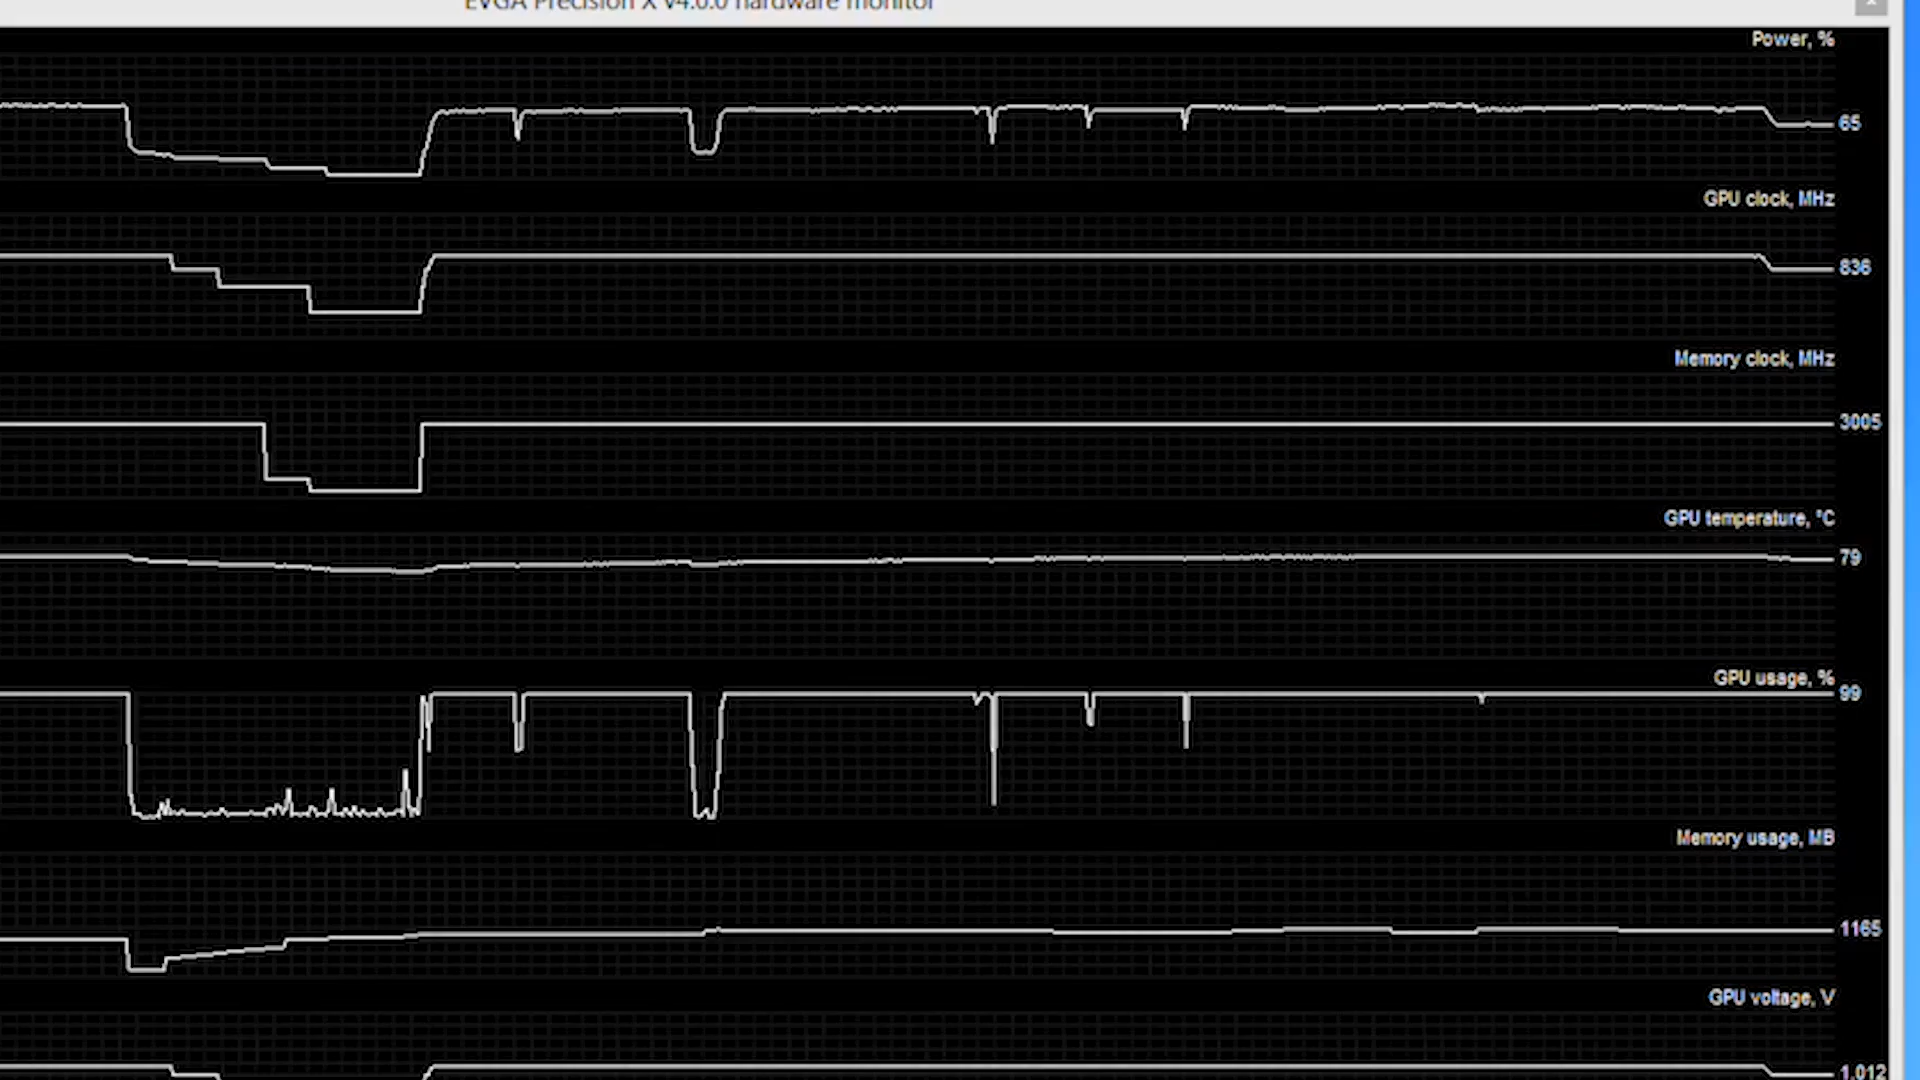 EVGA Precision X v4.0.0 hardware monitor
Power, %
65
GPU clock, MHz
836
Memory clock, MHz
3005
GPU temperature, °C
79
GPU usage, %
99
Memory usage, MB
1165
GPU voltage, V
1.012